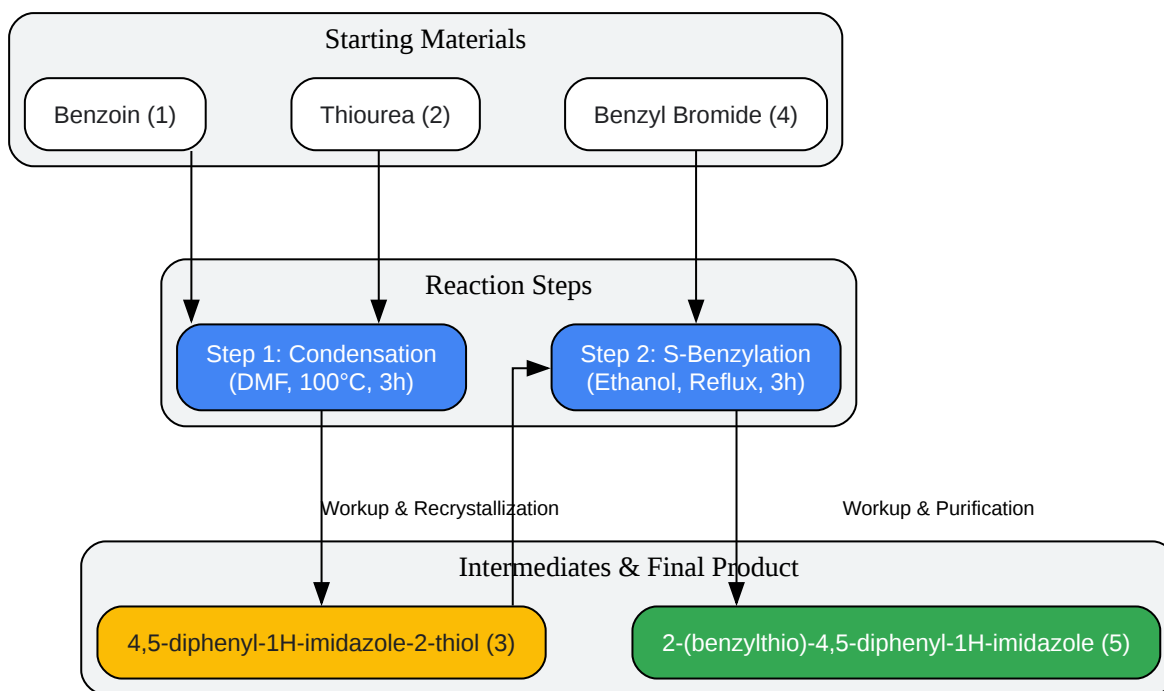 Starting Materials
Benzoin (1)
Thiourea (2)
Benzyl Bromide (4)
Reaction Steps
Step 1: Condensation
(DMF, 100°C, 3h)
Step 2: S-Benzylation
(Ethanol, Reflux, 3h)
Workup & Recrystallization
Workup & Purification
Intermediates & Final Product
4,5-diphenyl-1H-imidazole-2-thiol (3)
2-(benzylthio)-4,5-diphenyl-1H-imidazole (5)